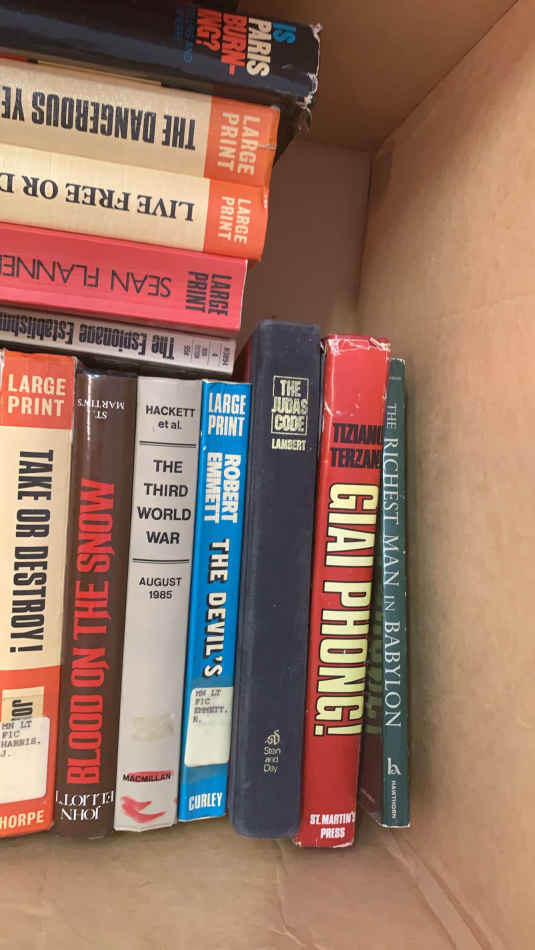 IS
PARIS
BURN-
ING?
THE DANGEROUS YE
LARGE
PRINT
LIVE FREE OR D
LARGE
PRINT
SEAN FLANNE
LARGE
PRINT
The Espionage Establishm
LARGE
PRINT
TAKE OR DESTROY!
MN LT
FIC
HARRIS,
J.
HORPE
ST.
MARTIN'S
BLOOD ON THE SNOW
JOHN
ELLIOTT
HACKETT
et al.
THE
THIRD
WORLD
WAR
AUGUST
1985
MACMILLAN
LARGE
PRINT
ROBERT
EMMETT
THE DEVIL'S
MN LT
FIC
EMMETT,
R.
CURLEY
THE
JUDAS
CODE
LAMBERT
Stein
and
Day
TIZIANO
TERZANI
GIAI PHONG!
ST. MARTIN'S
PRESS
THE RICHEST MAN IN BABYLON
HAWTHORN